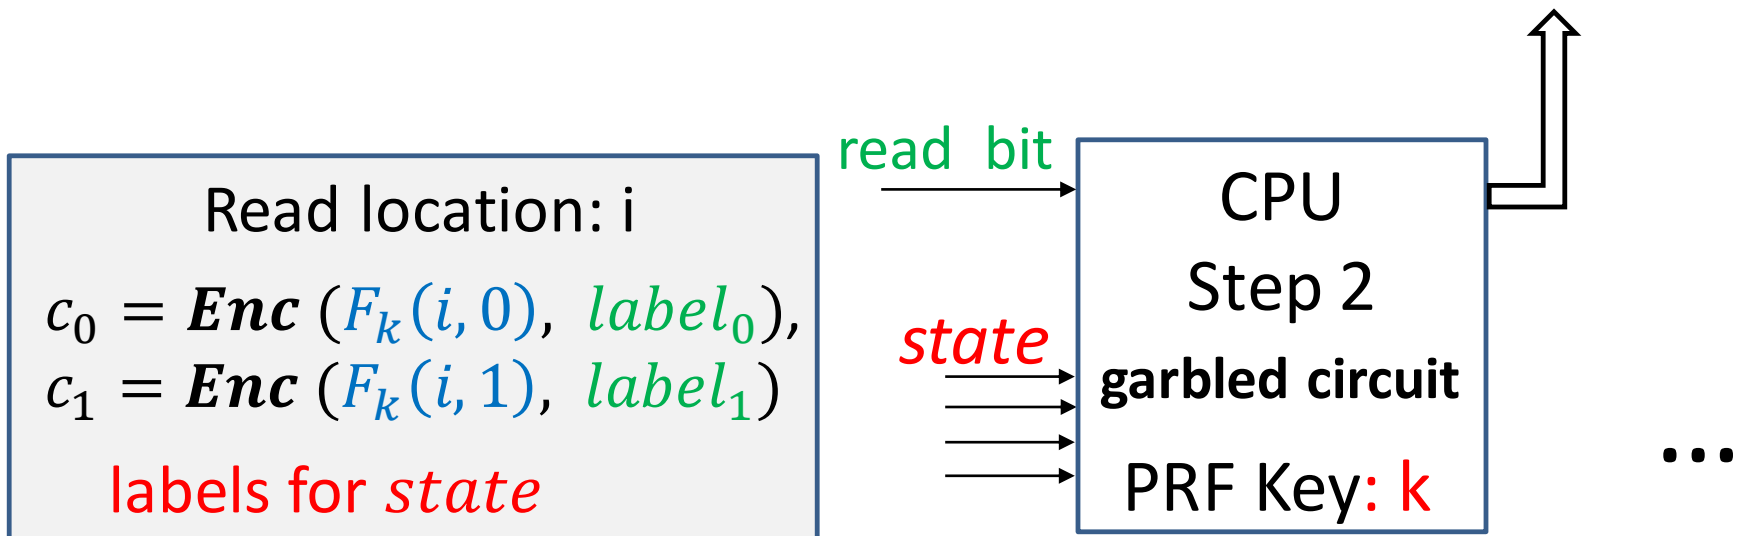 Read location: i
c₀ = Enc (Fₖ(i, 0), label₀),
c₁ = Enc (Fₖ(i, 1), label₁)
labels for state
read bit
state
CPU
Step 2
garbled circuit
PRF Key: k
...